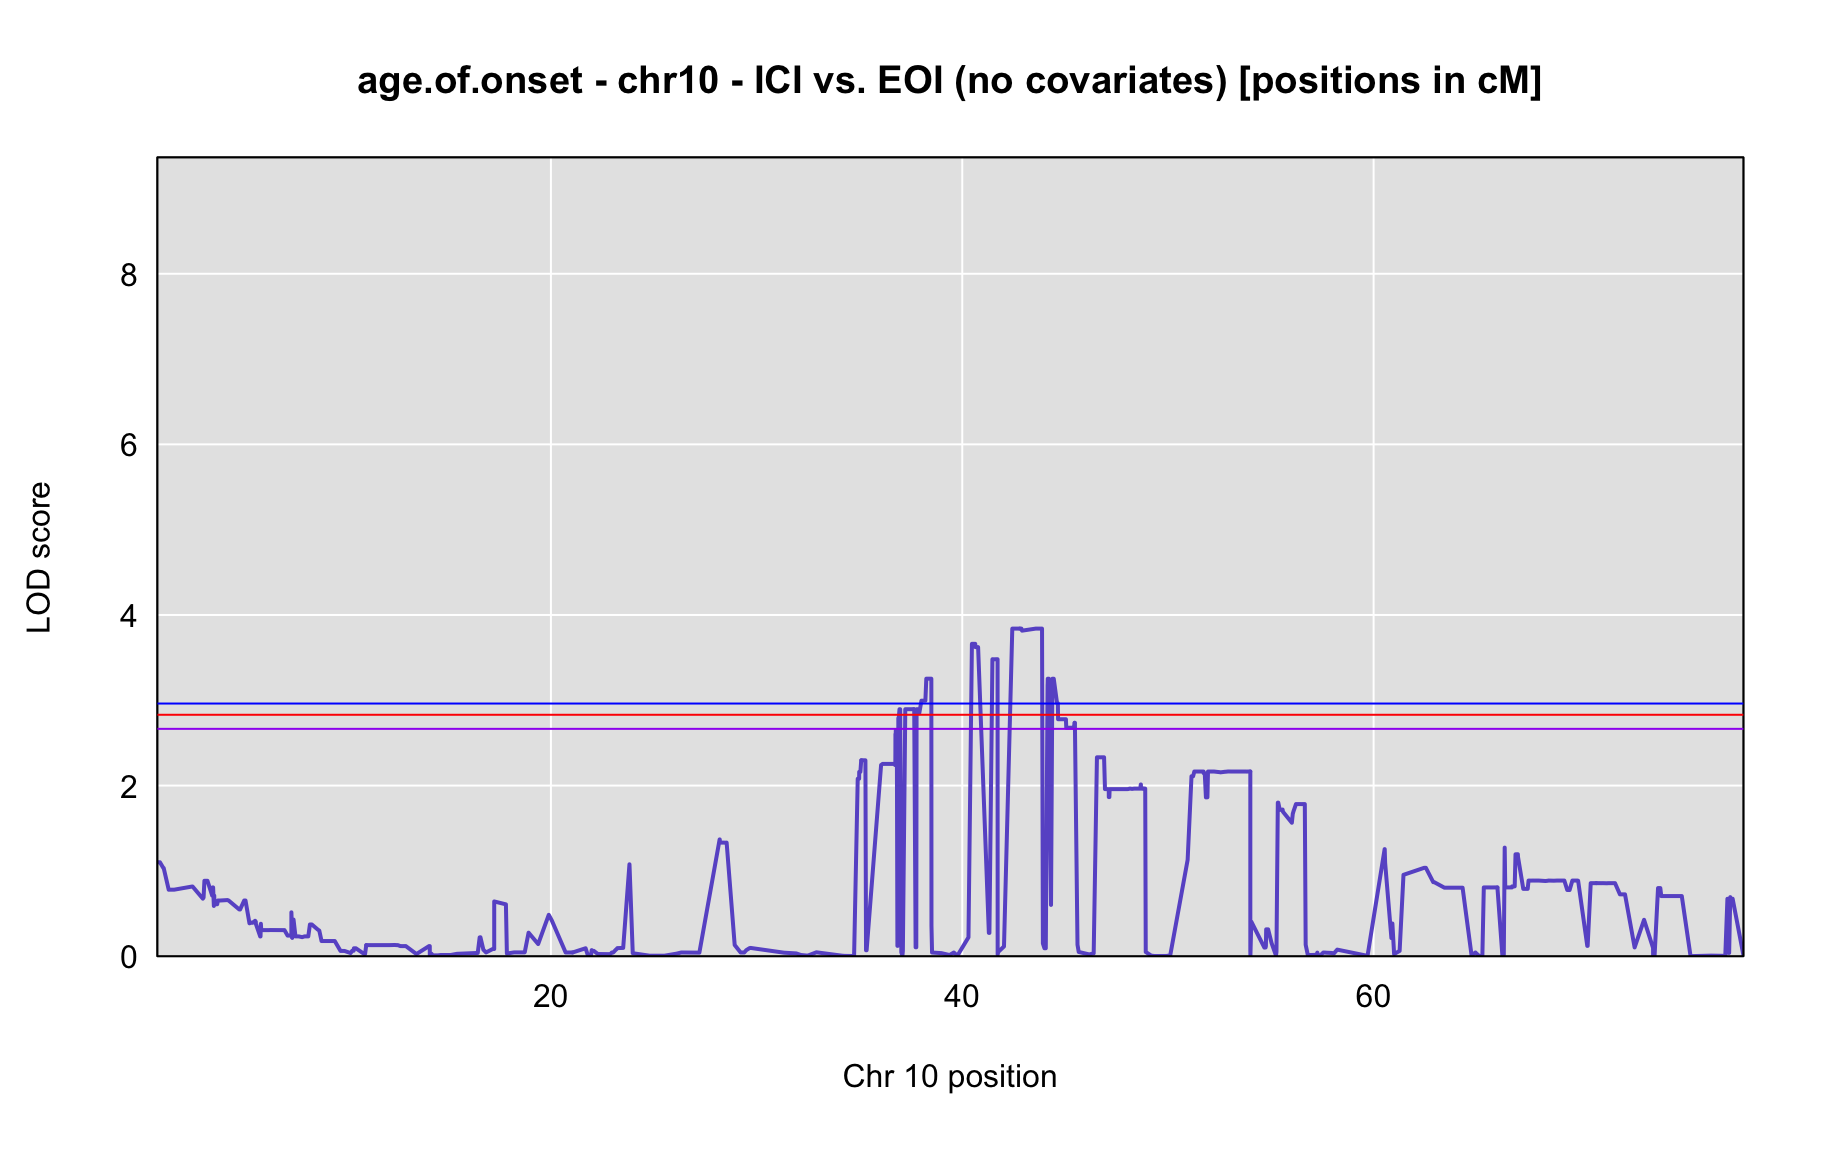 age.of.onset - chr10 - ICI vs. EOI (no covariates) [positions in cM]
8
6
4
2
0
LOD score
20 40 60
Chr 10 position